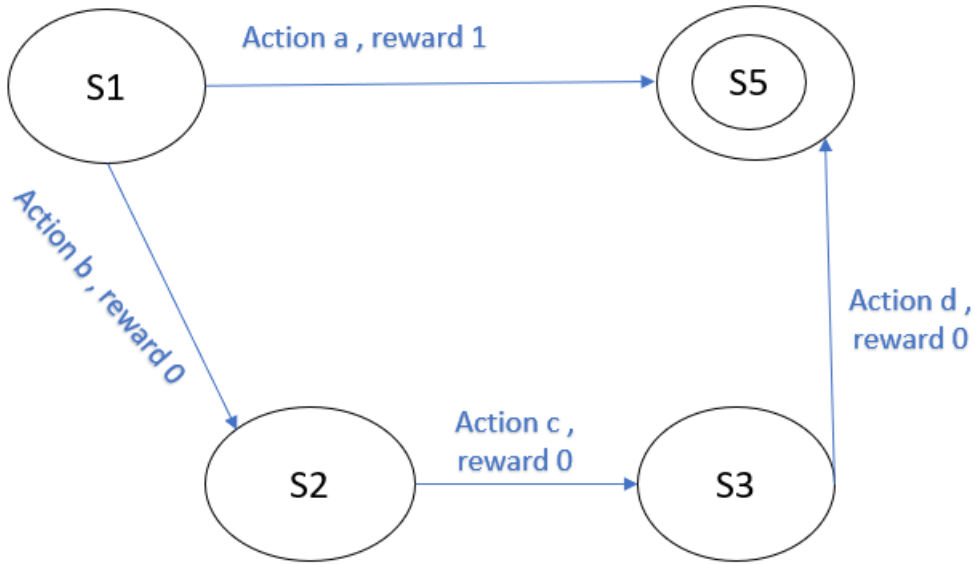 Action a , reward 1
S1
S5
Action b , reward 0
Action d ,
reward 0
Action c ,
reward 0
S2
S3